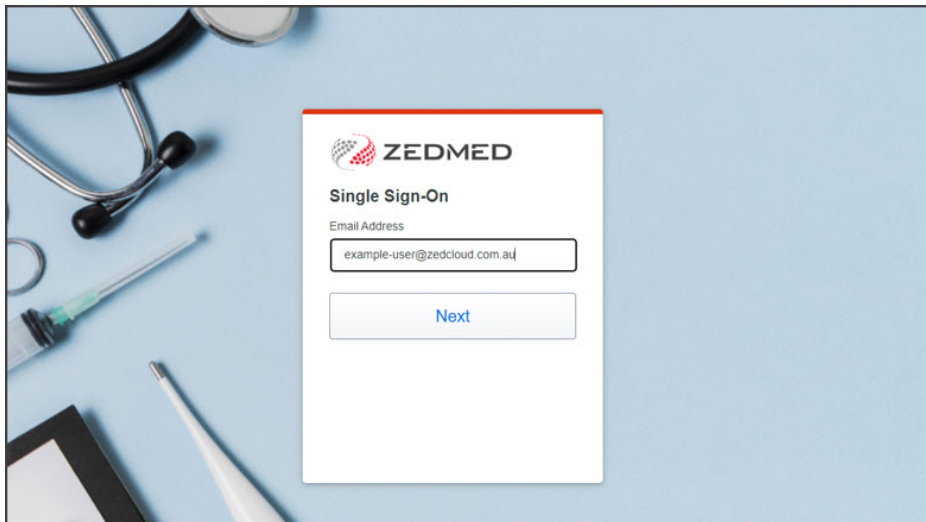 ZEDMED
Single Sign-On
Email Address
example-user@zedcloud.com.au
Next